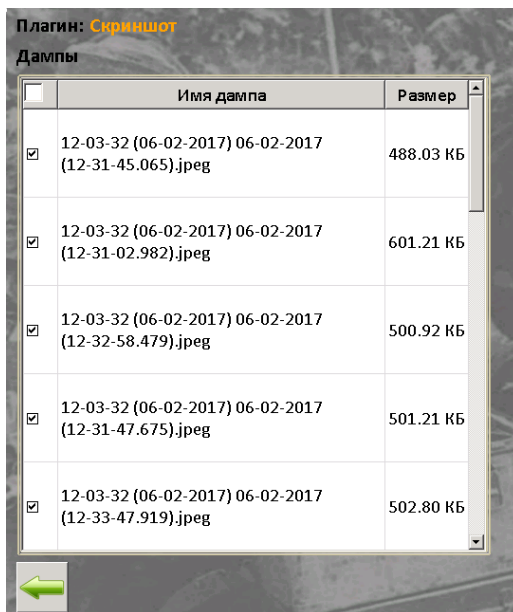 Плагин: Скриншот
Дампы
Имя дампа Размер
12-03-32 (06-02-2017) 06-02-2017
(12-31-45.065).jpeg
488.03 КБ
12-03-32 (06-02-2017) 06-02-2017
(12-31-02.982).jpeg
601.21 КБ
12-03-32 (06-02-2017) 06-02-2017
(12-32-58.479).jpeg
500.92 КБ
12-03-32 (06-02-2017) 06-02-2017
(12-31-47.675).jpeg
501.21 КБ
12-03-32 (06-02-2017) 06-02-2017
(12-33-47.919).jpeg
502.80 КБ